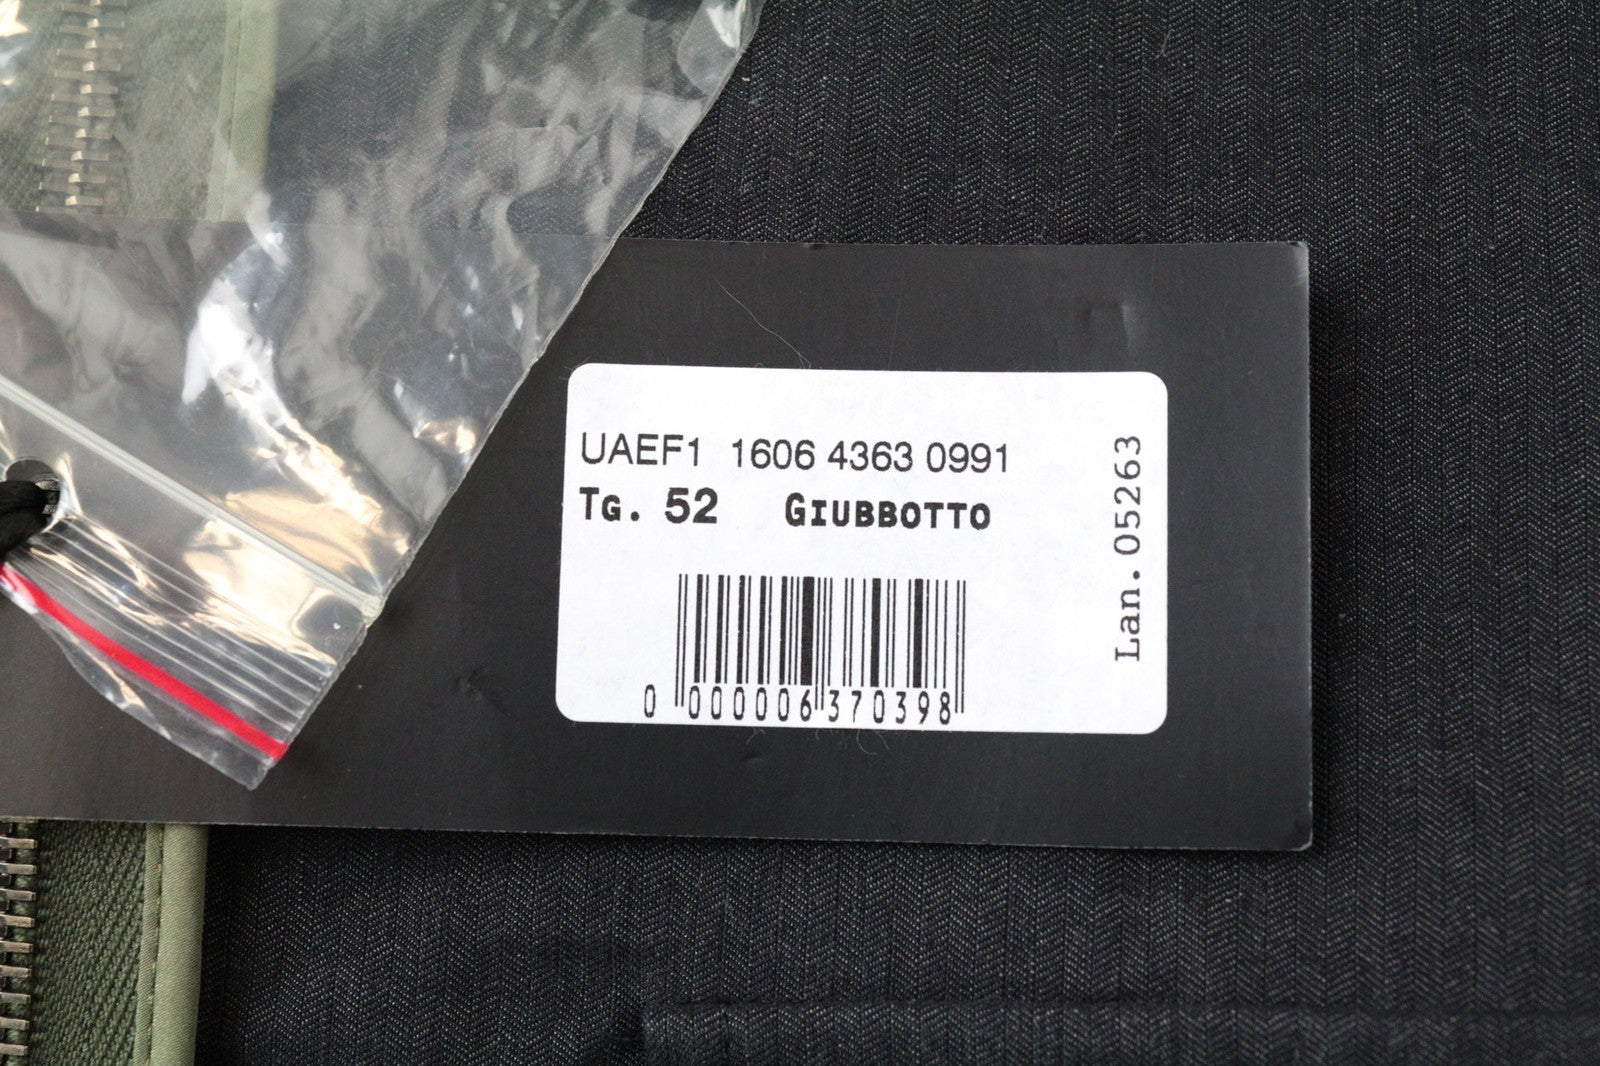 UAEF1 1606 4363 0991
Tg. 52 GIUBBOTTO
0 000006 370398
Lan. 05263